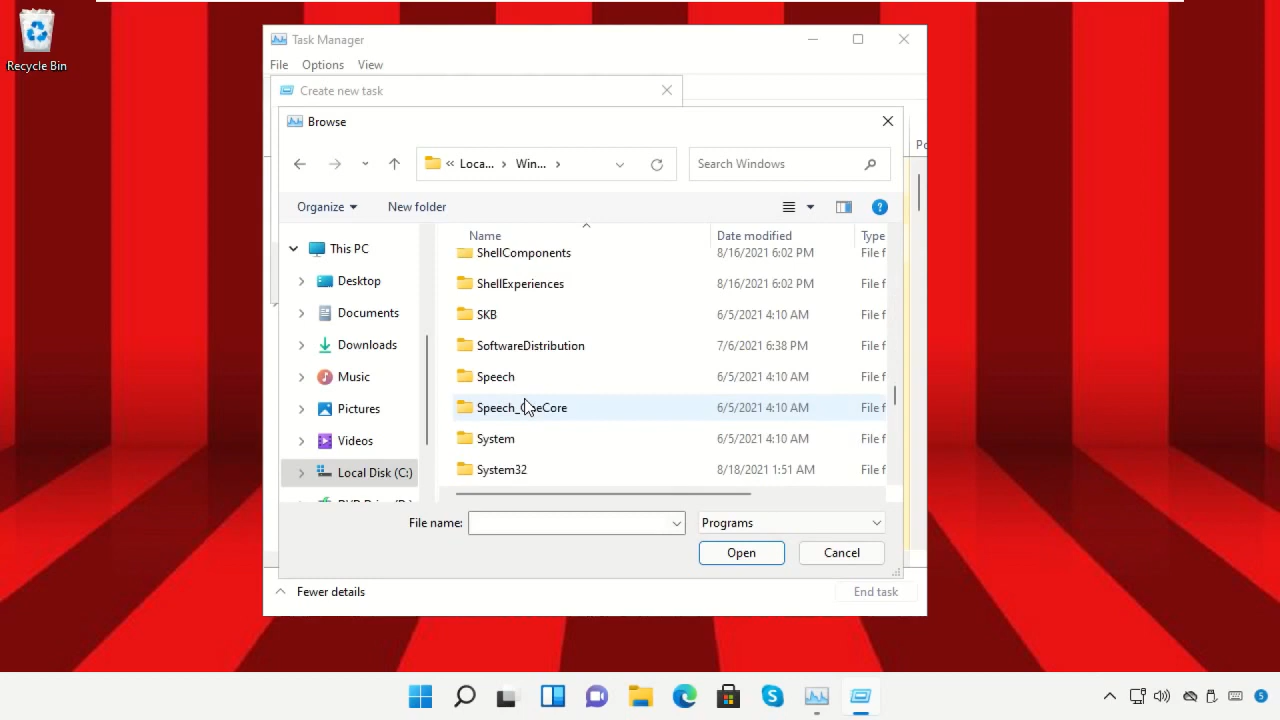 Recycle Bin
Task Manager
File Options View
Create new task
Browse
« Loca... › Win... ›
Search Windows
Organize
New folder
This PC
Desktop
Documents
Downloads
Music
Pictures
Videos
Local Disk (C:)
Name Date modified Type
ShellComponents 8/16/2021 6:02 PM File f
ShellExperiences 8/16/2021 6:02 PM File f
SKB 6/5/2021 4:10 AM File f
SoftwareDistribution 7/6/2021 6:38 PM File f
Speech 6/5/2021 4:10 AM File f
Speech_OneCore 6/5/2021 4:10 AM File f
System 6/5/2021 4:10 AM File f
System32 8/18/2021 1:51 AM File f
File name:
Programs
Open
Cancel
Fewer details
End task
5